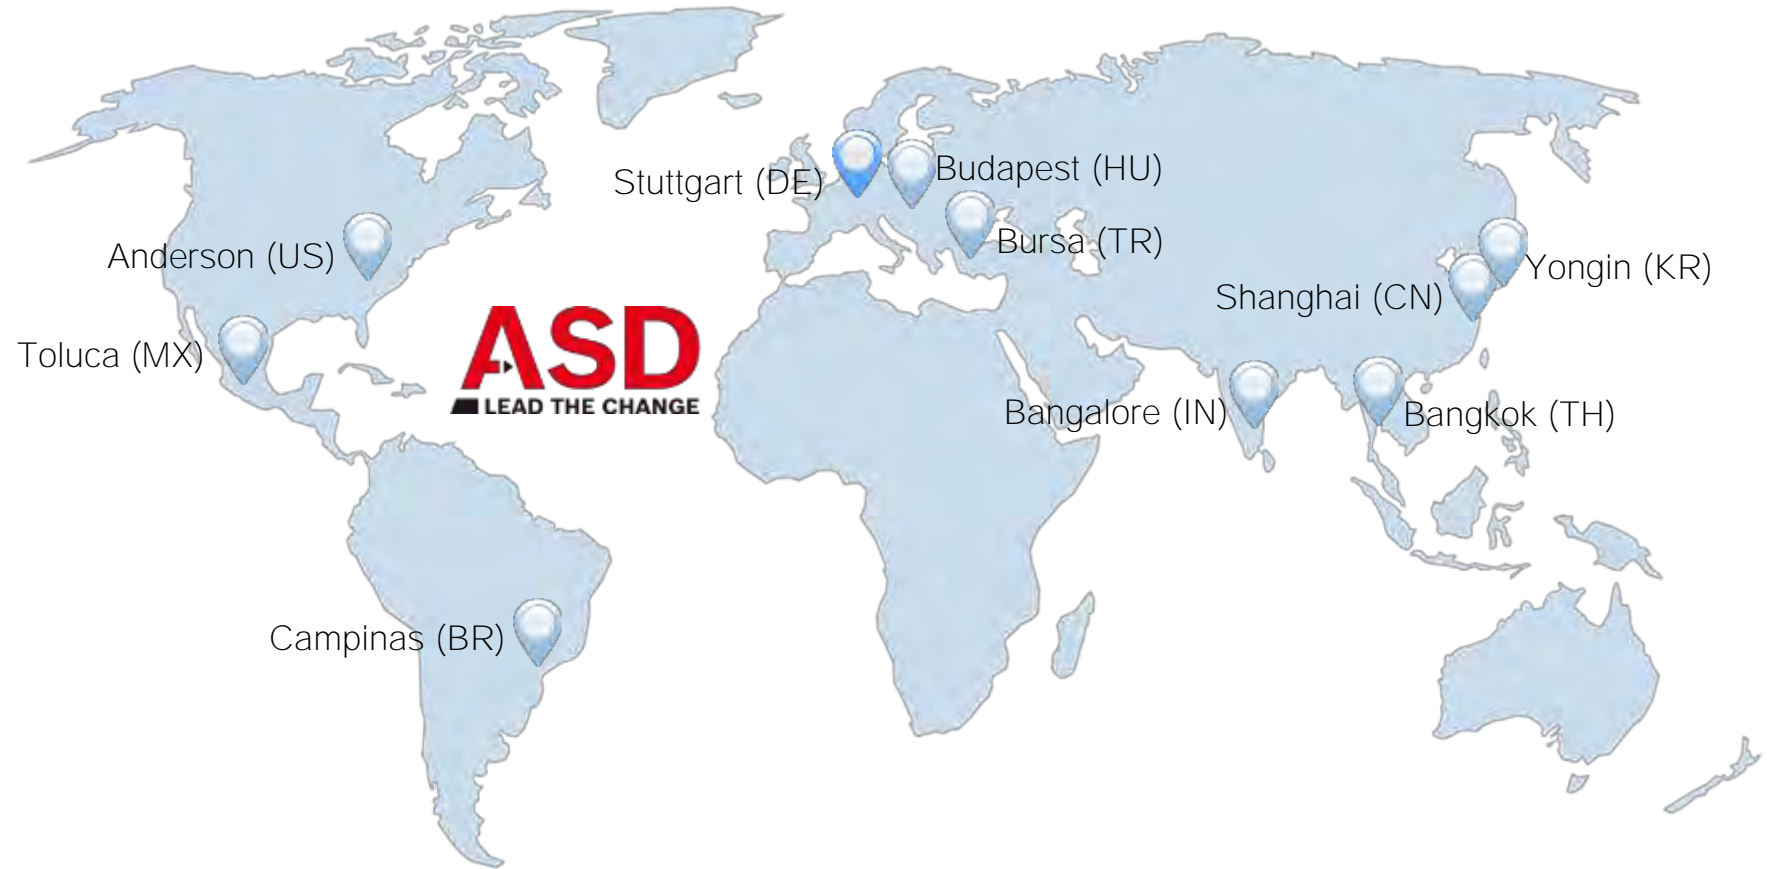 Stuttgart (DE)
Budapest (HU)
Anderson (US)
Bursa (TR)
Yongin (KR)
Shanghai (CN)
Toluca (MX)
ASD
LEAD THE CHANGE
Bangalore (IN)
Bangkok (TH)
Campinas (BR)